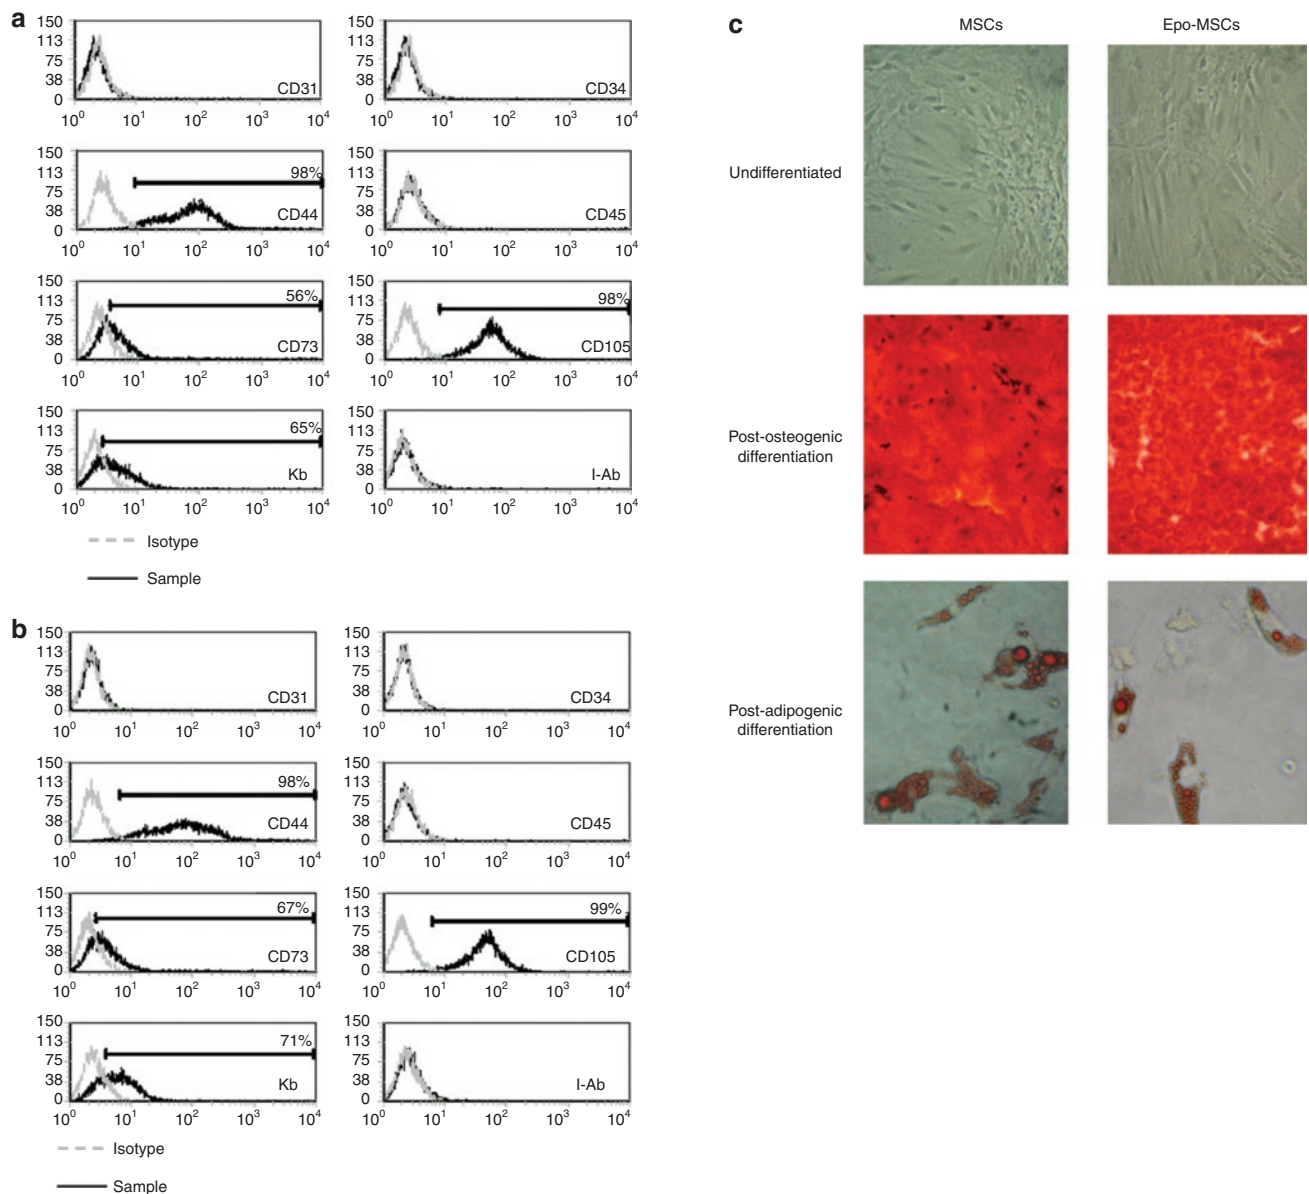 a
150
113
75
38
0
CD31
10^0 10^1 10^2 10^3 10^4
150
113
75
38
0
CD34
10^0 10^1 10^2 10^3 10^4
150
113
75
38
0
98%
CD44
10^0 10^1 10^2 10^3 10^4
150
113
75
38
0
CD45
10^0 10^1 10^2 10^3 10^4
150
113
75
38
0
56%
CD73
10^0 10^1 10^2 10^3 10^4
150
113
75
38
0
98%
CD105
10^0 10^1 10^2 10^3 10^4
150
113
75
38
0
65%
Kb
10^0 10^1 10^2 10^3 10^4
150
113
75
38
0
I-Ab
10^0 10^1 10^2 10^3 10^4
Isotype
Sample
b
150
113
75
38
0
CD31
10^0 10^1 10^2 10^3 10^4
150
113
75
38
0
CD34
10^0 10^1 10^2 10^3 10^4
150
113
75
38
0
98%
CD44
10^0 10^1 10^2 10^3 10^4
150
113
75
38
0
CD45
10^0 10^1 10^2 10^3 10^4
150
113
75
38
0
67%
CD73
10^0 10^1 10^2 10^3 10^4
150
113
75
38
0
99%
CD105
10^0 10^1 10^2 10^3 10^4
150
113
75
38
0
71%
Kb
10^0 10^1 10^2 10^3 10^4
150
113
75
38
0
I-Ab
10^0 10^1 10^2 10^3 10^4
Isotype
Sample
c
MSCs Epo-MSCs
Undifferentiated
Post-osteogenic
differentiation
Post-adipogenic
differentiation